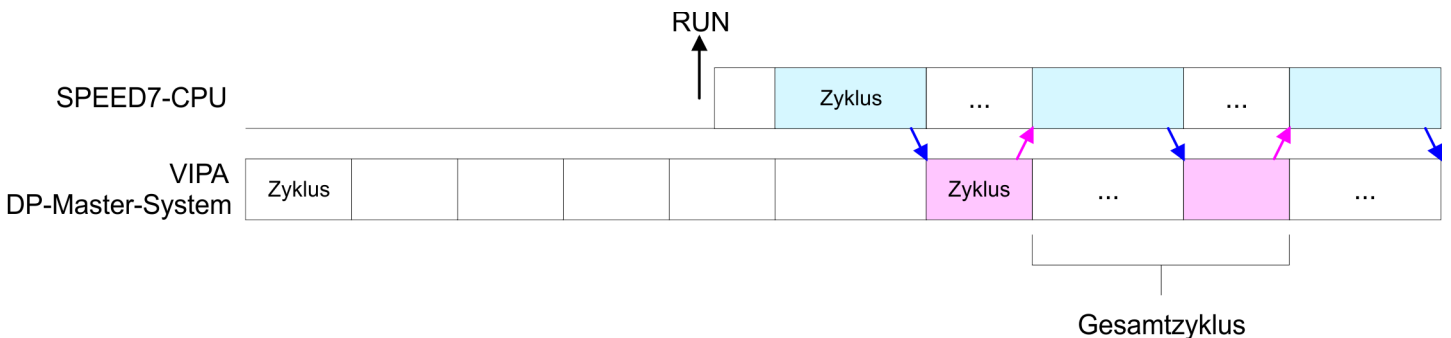 RUN
SPEED7-CPU
Zyklus
...
...
VIPA
DP-Master-System
Zyklus
Zyklus
...
...
Gesamtzyklus